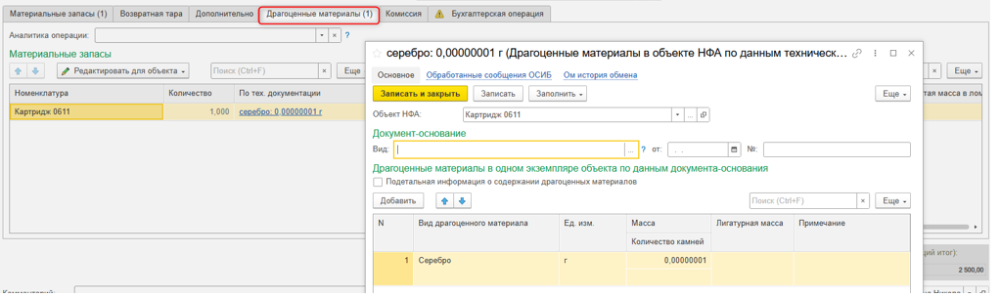 Материальные запасы (1) Возвратная тара Дополнительно Драгоценные материалы (1) Комиссия Бухгалтерская операция
Аналитика операции: ?
Материальные запасы
Редактировать для объекта Поиск (Ctrl+F) × Еще
Номенклатура Количество По тех. документации
Картридж 0611 1,000 серебро: 0,00000001 г
серебро: 0,00000001 г (Драгоценные материалы в объекте НФА по данным техническ...
Основное Обработанные сообщения ОСИБ Ом история обмена
Записать и закрыть Записать Заполнить Еще
Объект НФА: Картридж 0611
Документ-основание
Вид: ... ? от: . . №:
Драгоценные материалы в одном экземпляре объекта по данным документа-основания
Подетальная информация о содержании драгоценных материалов
Добавить Поиск (Ctrl+F) × Еще
N Вид драгоценного материала Ед. изм. Масса Лигатурная масса Примечание
Количество камней
1 Серебро г 0,00000001
× Еще
масса в лом
итог):
2 500,00